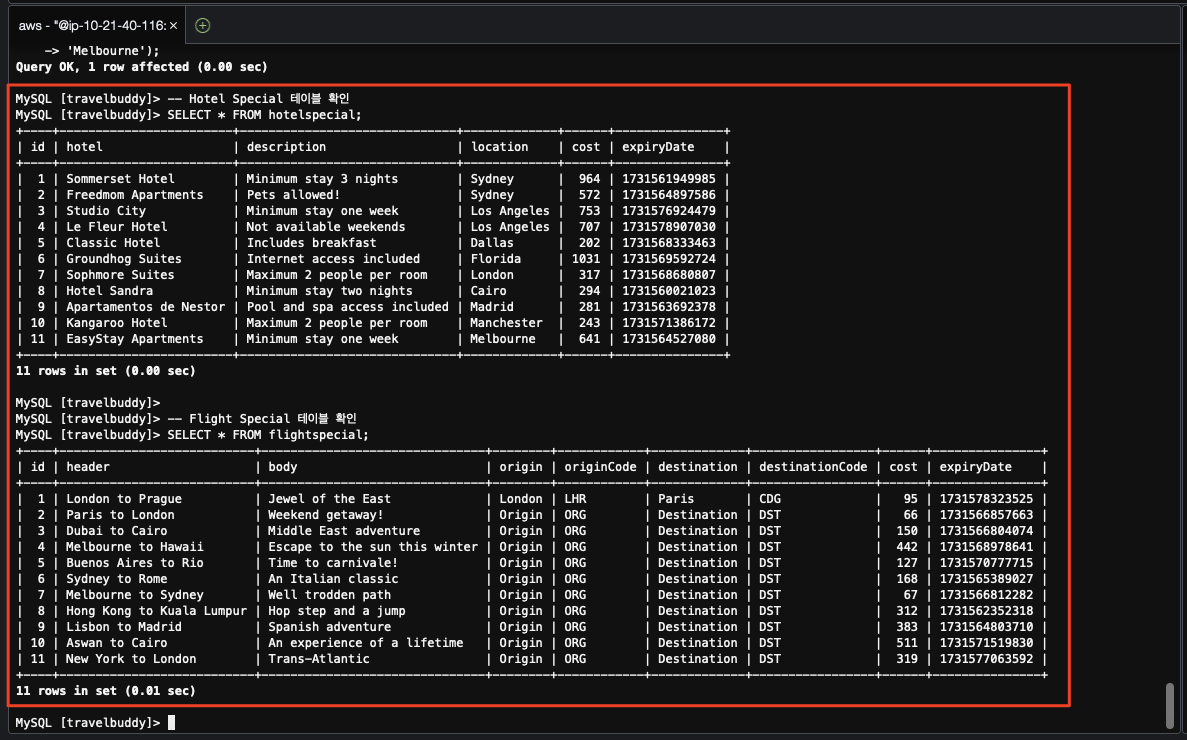 aws - "@ip-10-21-40-116: ×
-> 'Melbourne');
Query OK, 1 row affected (0.00 sec)
MySQL [travelbuddy]> -- Hotel Special 테이블 확인
MySQL [travelbuddy]> SELECT * FROM hotelspecial;
+----+------------------------+-----------------------------+-------------+------+---------------+
| id | hotel | description | location | cost | expiryDate |
+----+------------------------+-----------------------------+-------------+------+---------------+
| 1 | Sommerset Hotel | Minimum stay 3 nights | Sydney | 964 | 1731561949985 |
| 2 | Freedmom Apartments | Pets allowed! | Sydney | 572 | 1731564897586 |
| 3 | Studio City | Minimum stay one week | Los Angeles | 753 | 1731576924479 |
| 4 | Le Fleur Hotel | Not available weekends | Los Angeles | 707 | 1731578907030 |
| 5 | Classic Hotel | Includes breakfast | Dallas | 202 | 1731568333463 |
| 6 | Groundhog Suites | Internet access included | Florida | 1031 | 1731569592724 |
| 7 | Sophmore Suites | Maximum 2 people per room | London | 317 | 1731568680807 |
| 8 | Hotel Sandra | Minimum stay two nights | Cairo | 294 | 1731560021023 |
| 9 | Apartamentos de Nestor | Pool and spa access included | Madrid | 281 | 1731563692378 |
| 10 | Kangaroo Hotel | Maximum 2 people per room | Manchester | 243 | 1731571386172 |
| 11 | EasyStay Apartments | Minimum stay one week | Melbourne | 641 | 1731564527080 |
+----+------------------------+-----------------------------+-------------+------+---------------+
11 rows in set (0.00 sec)
MySQL [travelbuddy]>
MySQL [travelbuddy]> -- Flight Special 테이블 확인
MySQL [travelbuddy]> SELECT * FROM flightspecial;
+----+---------------------------+------------------------------+--------+------------+-------------+-----------------+------+---------------+
| id | header | body | origin | originCode | destination | destinationCode | cost | expiryDate |
+----+---------------------------+------------------------------+--------+------------+-------------+-----------------+------+---------------+
| 1 | London to Prague | Jewel of the East | London | LHR | Paris | CDG | 95 | 1731578323525 |
| 2 | Paris to London | Weekend getaway! | Origin | ORG | Destination | DST | 66 | 1731566857663 |
| 3 | Dubai to Cairo | Middle East adventure | Origin | ORG | Destination | DST | 150 | 1731566804074 |
| 4 | Melbourne to Hawaii | Escape to the sun this winter | Origin | ORG | Destination | DST | 442 | 1731568978641 |
| 5 | Buenos Aires to Rio | Time to carnivale! | Origin | ORG | Destination | DST | 127 | 1731570777715 |
| 6 | Sydney to Rome | An Italian classic | Origin | ORG | Destination | DST | 168 | 1731565389027 |
| 7 | Melbourne to Sydney | Well trodden path | Origin | ORG | Destination | DST | 67 | 1731566812282 |
| 8 | Hong Kong to Kuala Lumpur | Hop step and a jump | Origin | ORG | Destination | DST | 312 | 1731562352318 |
| 9 | Lisbon to Madrid | Spanish adventure | Origin | ORG | Destination | DST | 383 | 1731564803710 |
| 10 | Aswan to Cairo | An experience of a lifetime | Origin | ORG | Destination | DST | 511 | 1731571519830 |
| 11 | New York to London | Trans-Atlantic | Origin | ORG | Destination | DST | 319 | 1731577063592 |
+----+---------------------------+------------------------------+--------+------------+-------------+-----------------+------+---------------+
11 rows in set (0.01 sec)
MySQL [travelbuddy]>